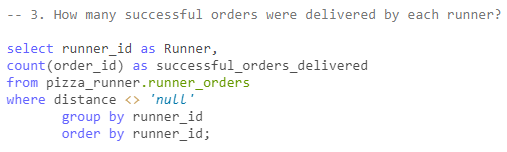 -- 3. How many successful orders were delivered by each runner?
select runner_id as Runner,
count(order_id) as successful_orders_delivered
from pizza_runner.runner_orders
where distance <> 'null'
group by runner_id
order by runner_id;